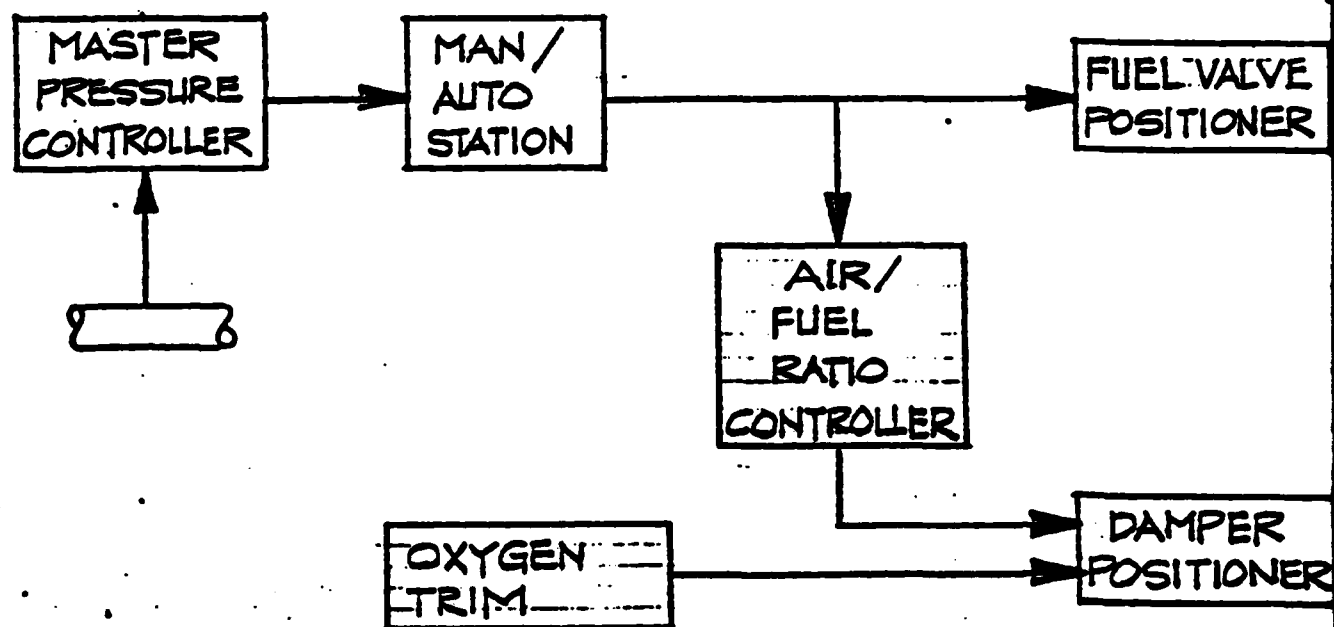 MASTER
PRESSURE
CONTROLLER
MAN/
AUTO
STATION
FUEL VALVE
POSITIONER
AIR/
FUEL
RATIO
CONTROLLER
OXYGEN
TRIM
DAMPER
POSITIONER